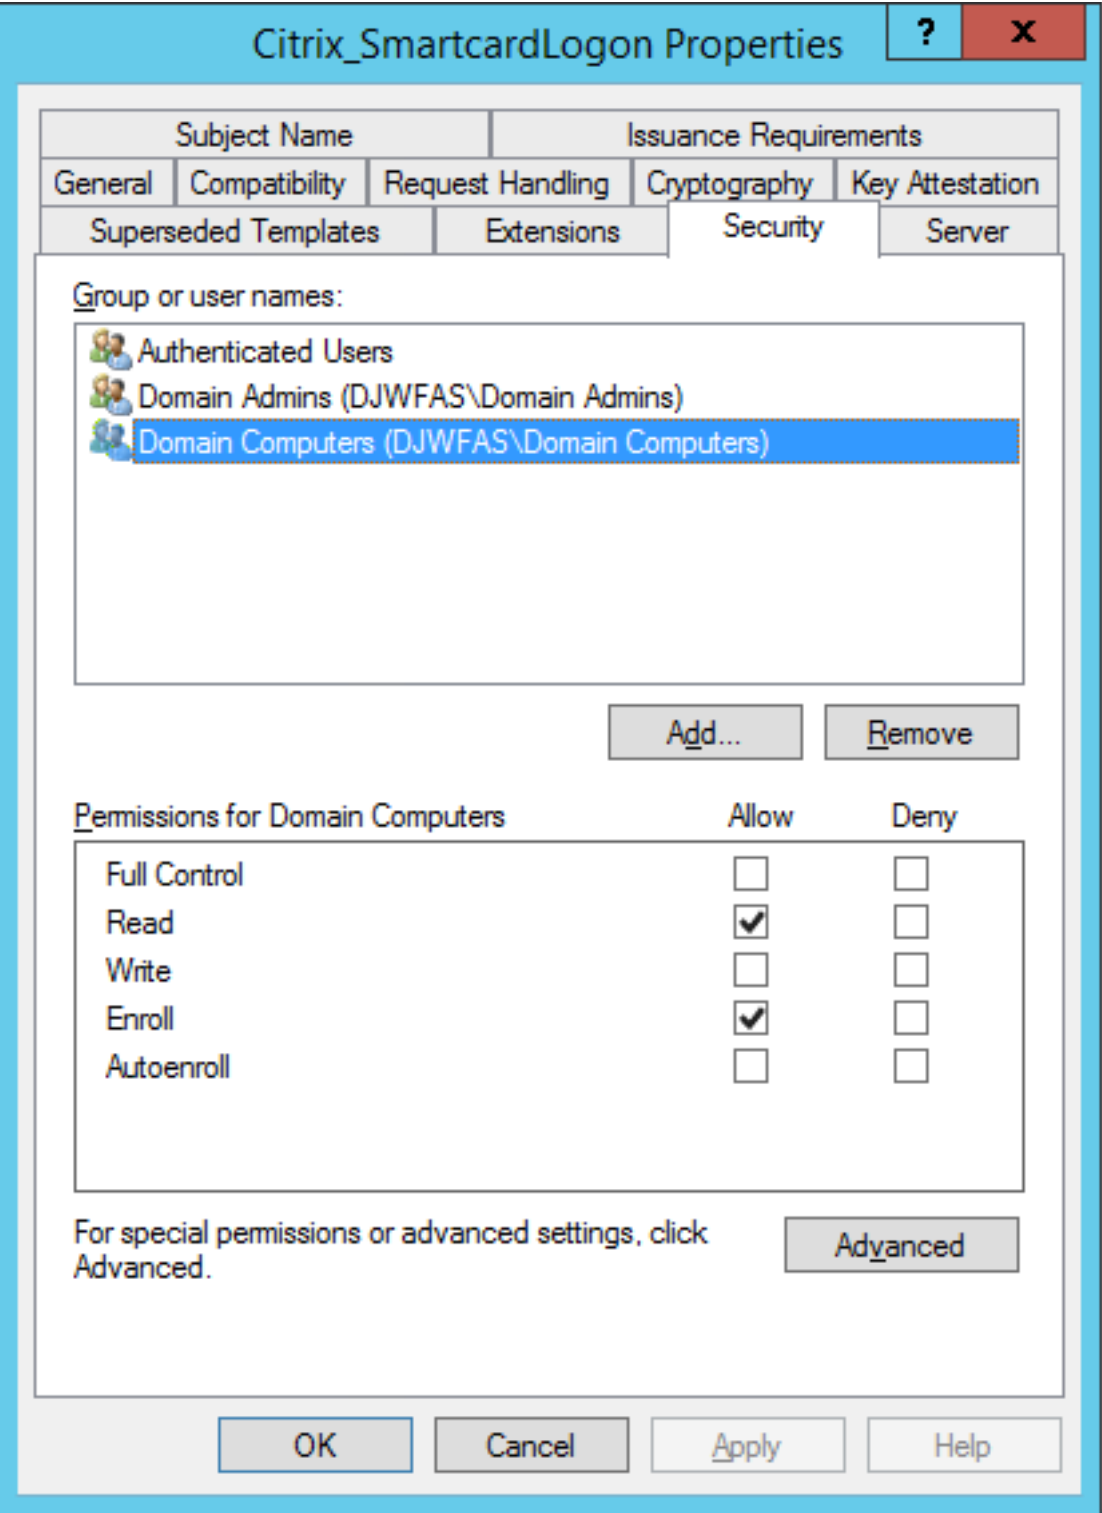 Citrix_SmartcardLogon Properties
?
x
Subject Name
Issuance Requirements
General
Compatibility
Request Handling
Cryptography
Key Attestation
Superseded Templates
Extensions
Security
Server
Group or user names:
Authenticated Users
Domain Admins (DJWFAS\Domain Admins)
Domain Computers (DJWFAS\Domain Computers)
Add...
Remove
Permissions for Domain Computers
Allow
Deny
Full Control
Read
Write
Enroll
Autoenroll
For special permissions or advanced settings, click
Advanced.
Advanced
OK
Cancel
Apply
Help